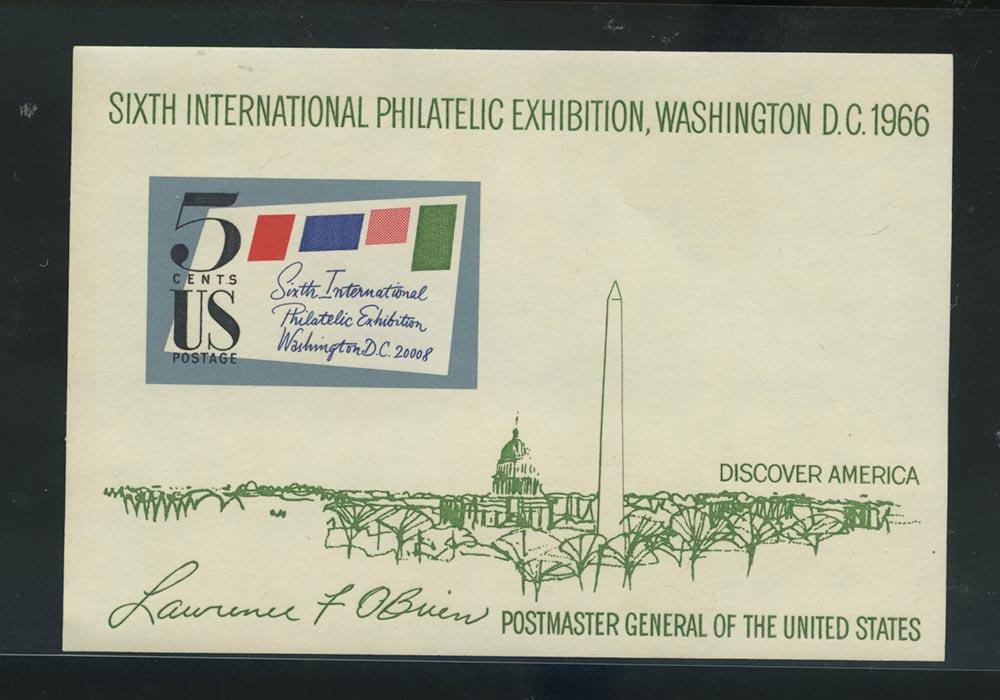 SIXTH INTERNATIONAL PHILATELIC EXHIBITION, WASHINGTON D.C. 1966
5
CENTS
US
POSTAGE
Sixth International
Philatelic Exhibition
Washington D.C. 20008
DISCOVER AMERICA
Lawrence F O'Brien
POSTMASTER GENERAL OF THE UNITED STATES